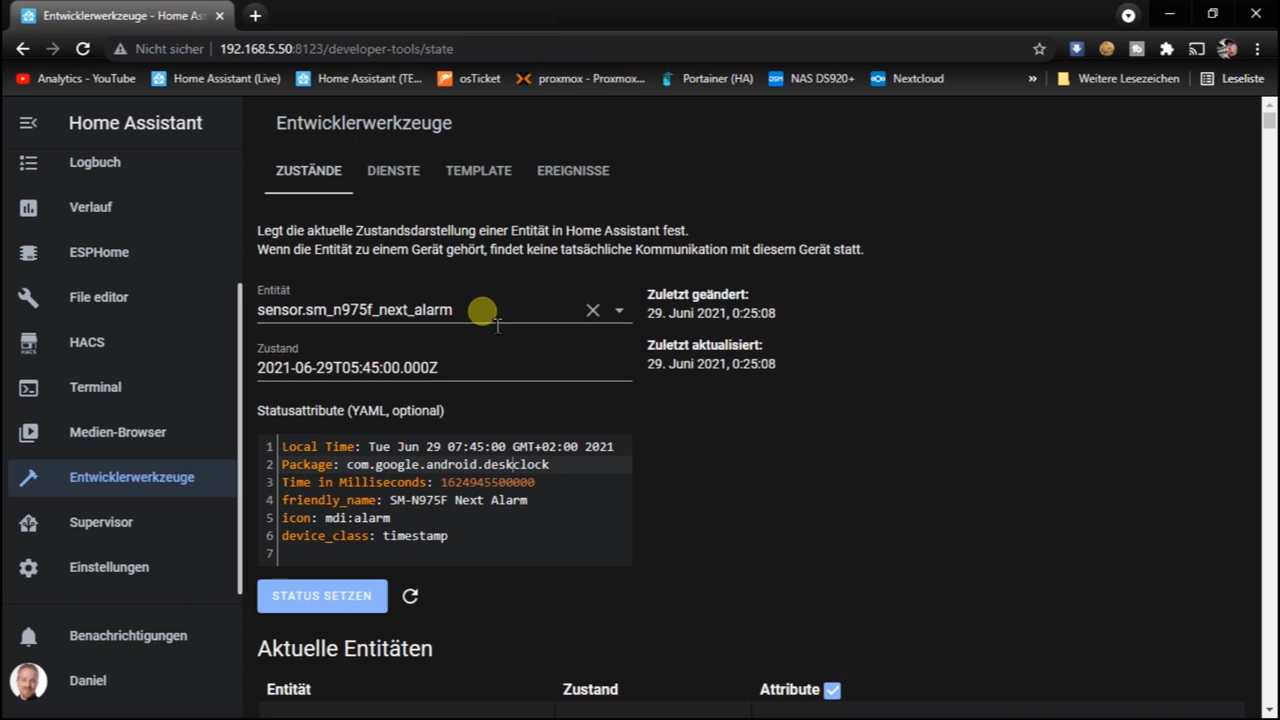 Entwicklerwerkzeuge - Home Ass
Nicht sicher
192.168.5.50:8123/developer-tools/state
Analytics - YouTube
Home Assistant (Live)
Home Assistant (TE...
osTicket
proxmox - Proxmox...
Portainer (HA)
NAS DS920+
Nextcloud
»
Weitere Lesezeichen
Leseliste
Home Assistant
Logbuch
Verlauf
ESPHome
File editor
HACS
HACS
Terminal
Medien-Browser
Entwicklerwerkzeuge
Supervisor
Einstellungen
Benachrichtigungen
Daniel
Entwicklerwerkzeuge
ZUSTÄNDE DIENSTE TEMPLATE EREIGNISSE
Legt die aktuelle Zustandsdarstellung einer Entität in Home Assistant fest.
Wenn die Entität zu einem Gerät gehört, findet keine tatsächliche Kommunikation mit diesem Gerät statt.
Entität
sensor.sm_n975f_next_alarm
Zustand
2021-06-29T05:45:00.000Z
Zuletzt geändert:
29. Juni 2021, 0:25:08
Zuletzt aktualisiert:
29. Juni 2021, 0:25:08
Statusattribute (YAML, optional)
1 Local Time: Tue Jun 29 07:45:00 GMT+02:00 2021
2 Package: com.google.android.deskclock
3 Time in Milliseconds: 1624945500000
4 friendly_name: SM-N975F Next Alarm
5 icon: mdi:alarm
6 device_class: timestamp
7
STATUS SETZEN
Aktuelle Entitäten
Entität Zustand Attribute